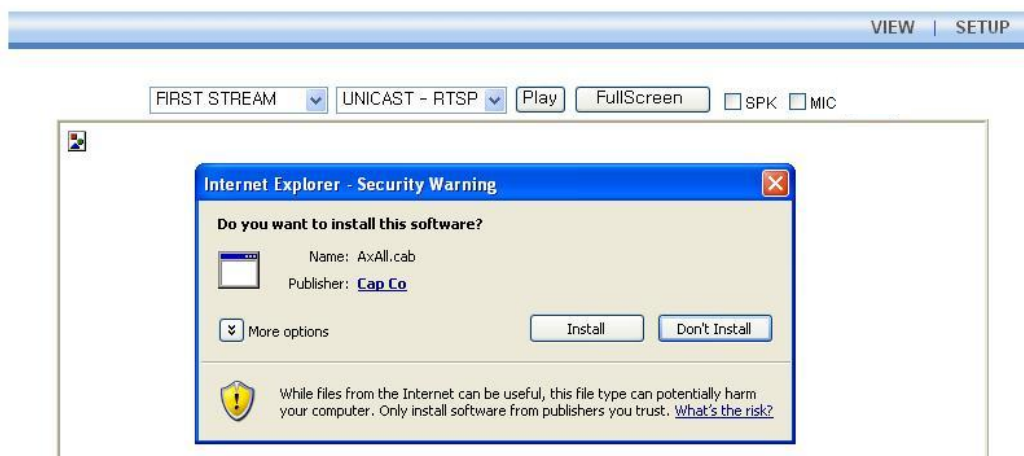 VIEW | SETUP
FIRST STREAM UNICAST - RTSP Play FullScreen SPK MIC
Internet Explorer - Security Warning
Do you want to install this software?
Name: AxAll.cab
Publisher: Cap Co
More options Install Don't Install
While files from the Internet can be useful, this file type can potentially harm
your computer. Only install software from publishers you trust. What's the risk?